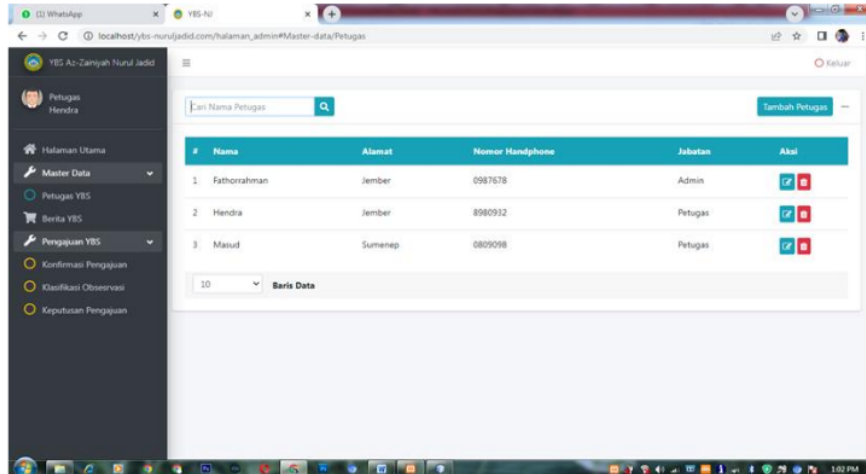 (1) WhatsApp
YBS-NJ
localhost/ybs-nuruljadid.com/halaman_admin#Master-data/Petugas
YBS Az-Zainiyah Nurul Jadid
Keluar
Petugas
Hendra
Cari Nama Petugas
Tambah Petugas
Halaman Utama
Master Data
Petugas YBS
Berita YBS
Pengajuan YBS
Konfirmasi Pengajuan
Klasifikasi Obsesrvasi
Keputusan Pengajuan
# Nama Alamat Nomor Handphone Jabatan Aksi
1 Fathorrahman Jember 0987678 Admin
2 Hendra Jember 8980932 Petugas
3 Masud Sumenep 0809098 Petugas
10 Baris Data
1:02 PM